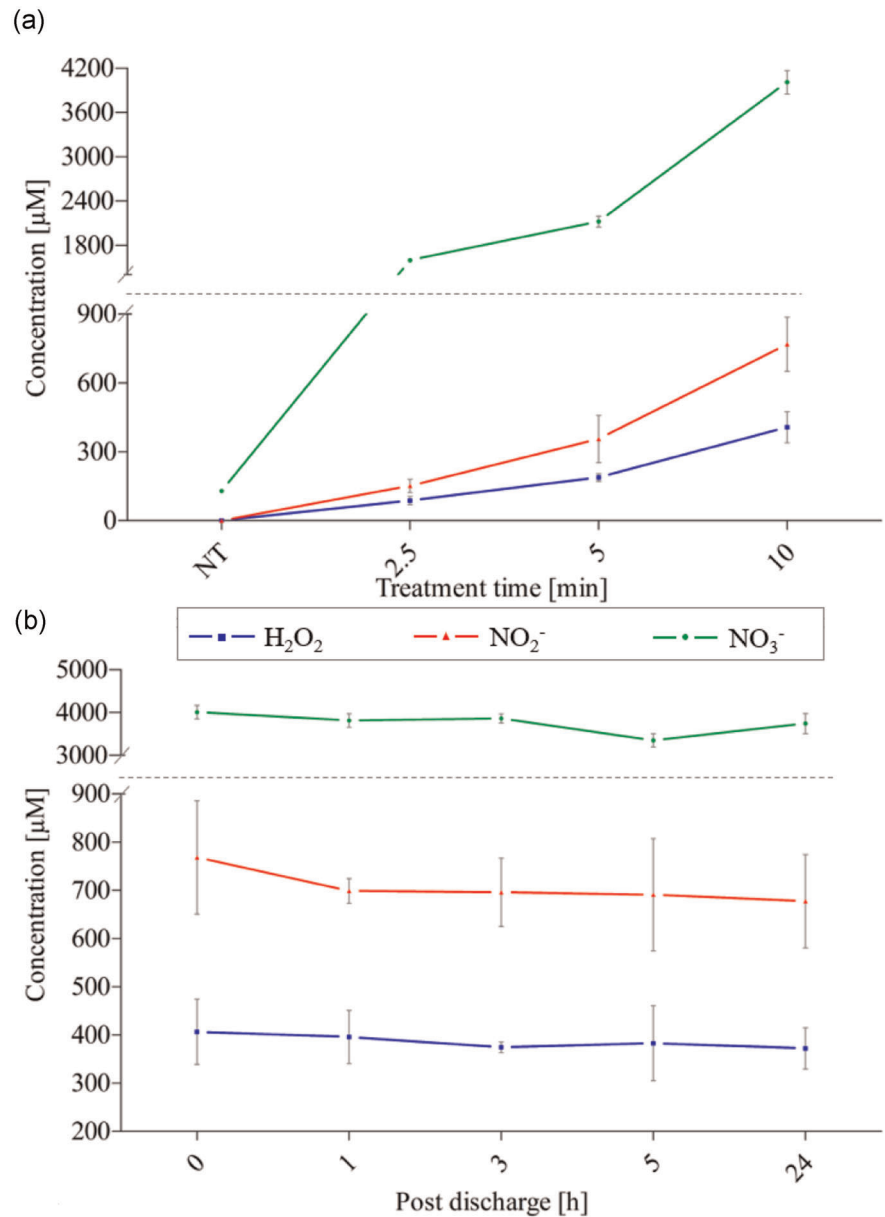 (a)
4200
3600
3000
2400
1800
900
600
300
0
Concentration [µM]
NT
2.5
5
10
Treatment time [min]
(b)
H₂O₂
NO₂⁻
NO₃⁻
5000
4000
3000
900
800
700
600
500
400
300
200
Concentration [µM]
0
1
3
5
24
Post discharge [h]